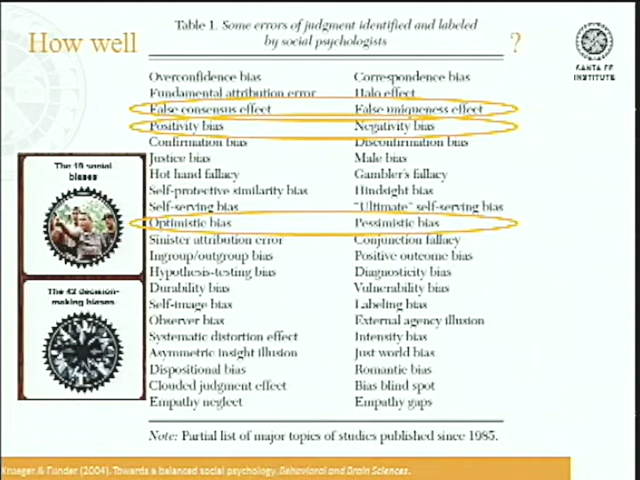 How well
?
Table 1. Some errors of judgment identified and labeled
by social psychologists
SANTA FE
INSTITUTE
Overconfidence bias Correspondence bias
Fundamental attribution error Halo effect
False consensus effect False uniqueness effect
Positivity bias Negativity bias
Confirmation bias Disconfirmation bias
Justice bias Male bias
Hot hand fallacy Gambler's fallacy
Self-protective similarity bias Hindsight bias
Self-serving bias "Ultimate" self-serving bias
Optimistic bias Pessimistic bias
Sinister attribution error Conjunction fallacy
Ingroup/outgroup bias Positive outcome bias
Hypothesis-testing bias Diagnosticity bias
Durability bias Vulnerability bias
Self-image bias Labeling bias
Observer bias External agency illusion
Systematic distortion effect Intensity bias
Asymmetric insight illusion Just world bias
Dispositional bias Romantic bias
Clouded judgment effect Bias blind spot
Empathy neglect Empathy gaps
The 19 social
biases
The 42 decision-
making biases
Note: Partial list of major topics of studies published since 1985.
Krueger & Funder (2004). Towards a balanced social psychology. Behavioral and Brain Sciences.